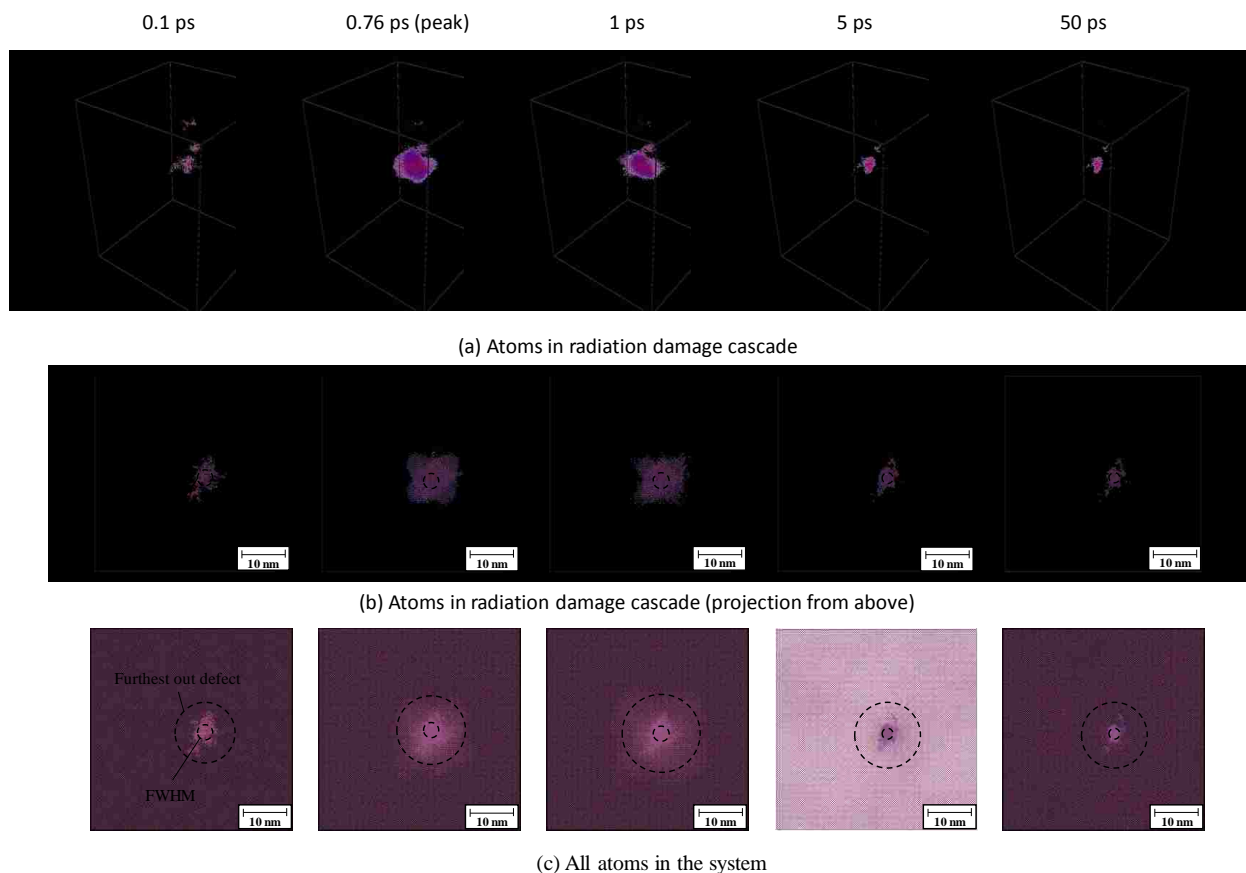 0.1 ps 0.76 ps (peak) 1 ps 5 ps 50 ps
(a) Atoms in radiation damage cascade
10 nm 10 nm 10 nm 10 nm 10 nm
(b) Atoms in radiation damage cascade (projection from above)
Furthest out defect
FWHM
10 nm 10 nm 10 nm 10 nm 10 nm
(c) All atoms in the system